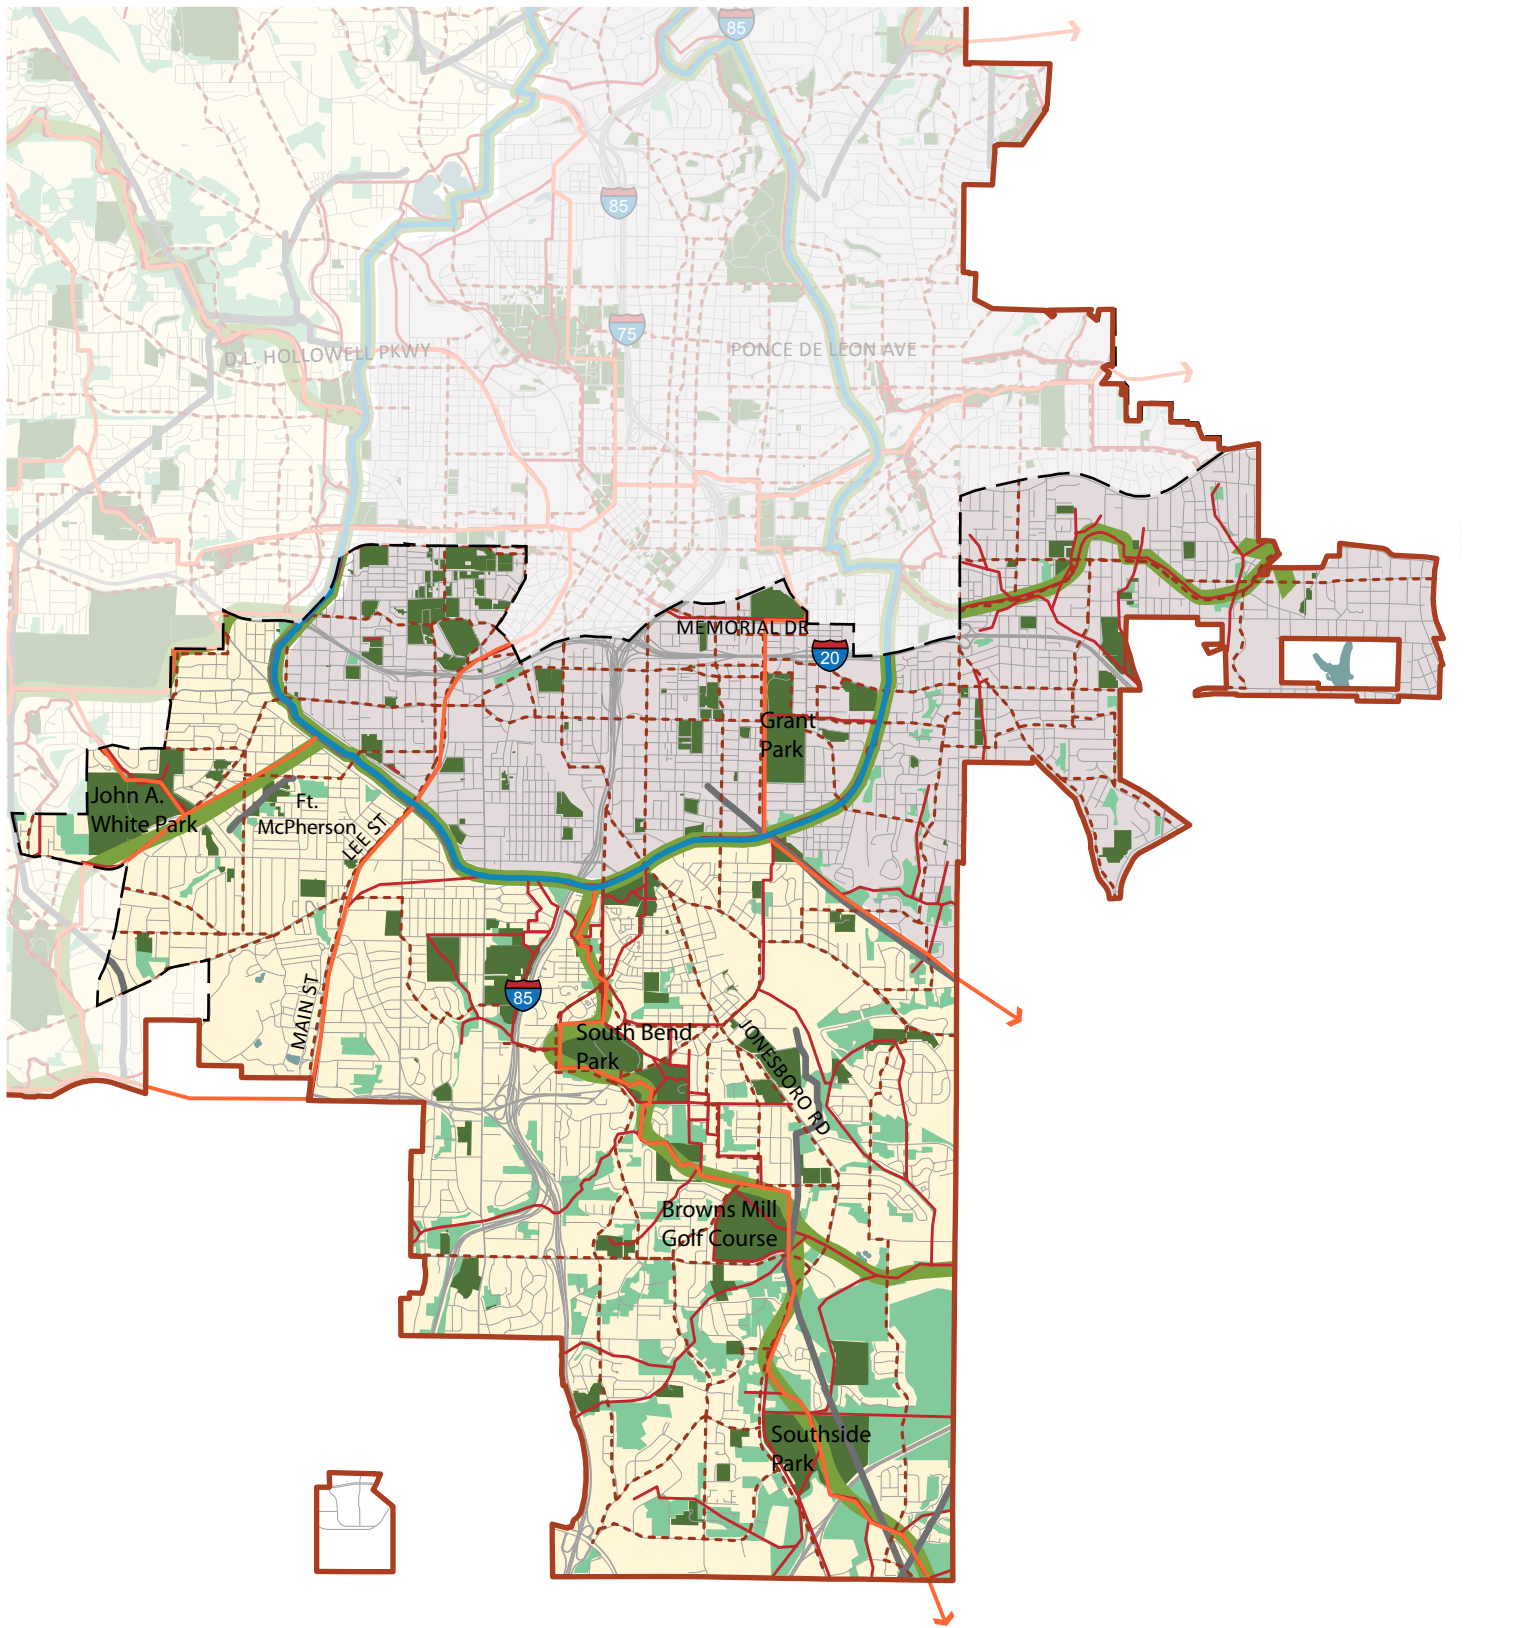 85
85
75
D.L. HOLLOWELL PKWY
PONCE DE LEON AVE
MEMORIAL DR
20
Grant
Park
John A.
White Park
Ft.
McPherson
LEE ST
MAIN ST
85
South Bend
Park
JONESBORO RD
Browns Mill
Golf Course
Southside
Park